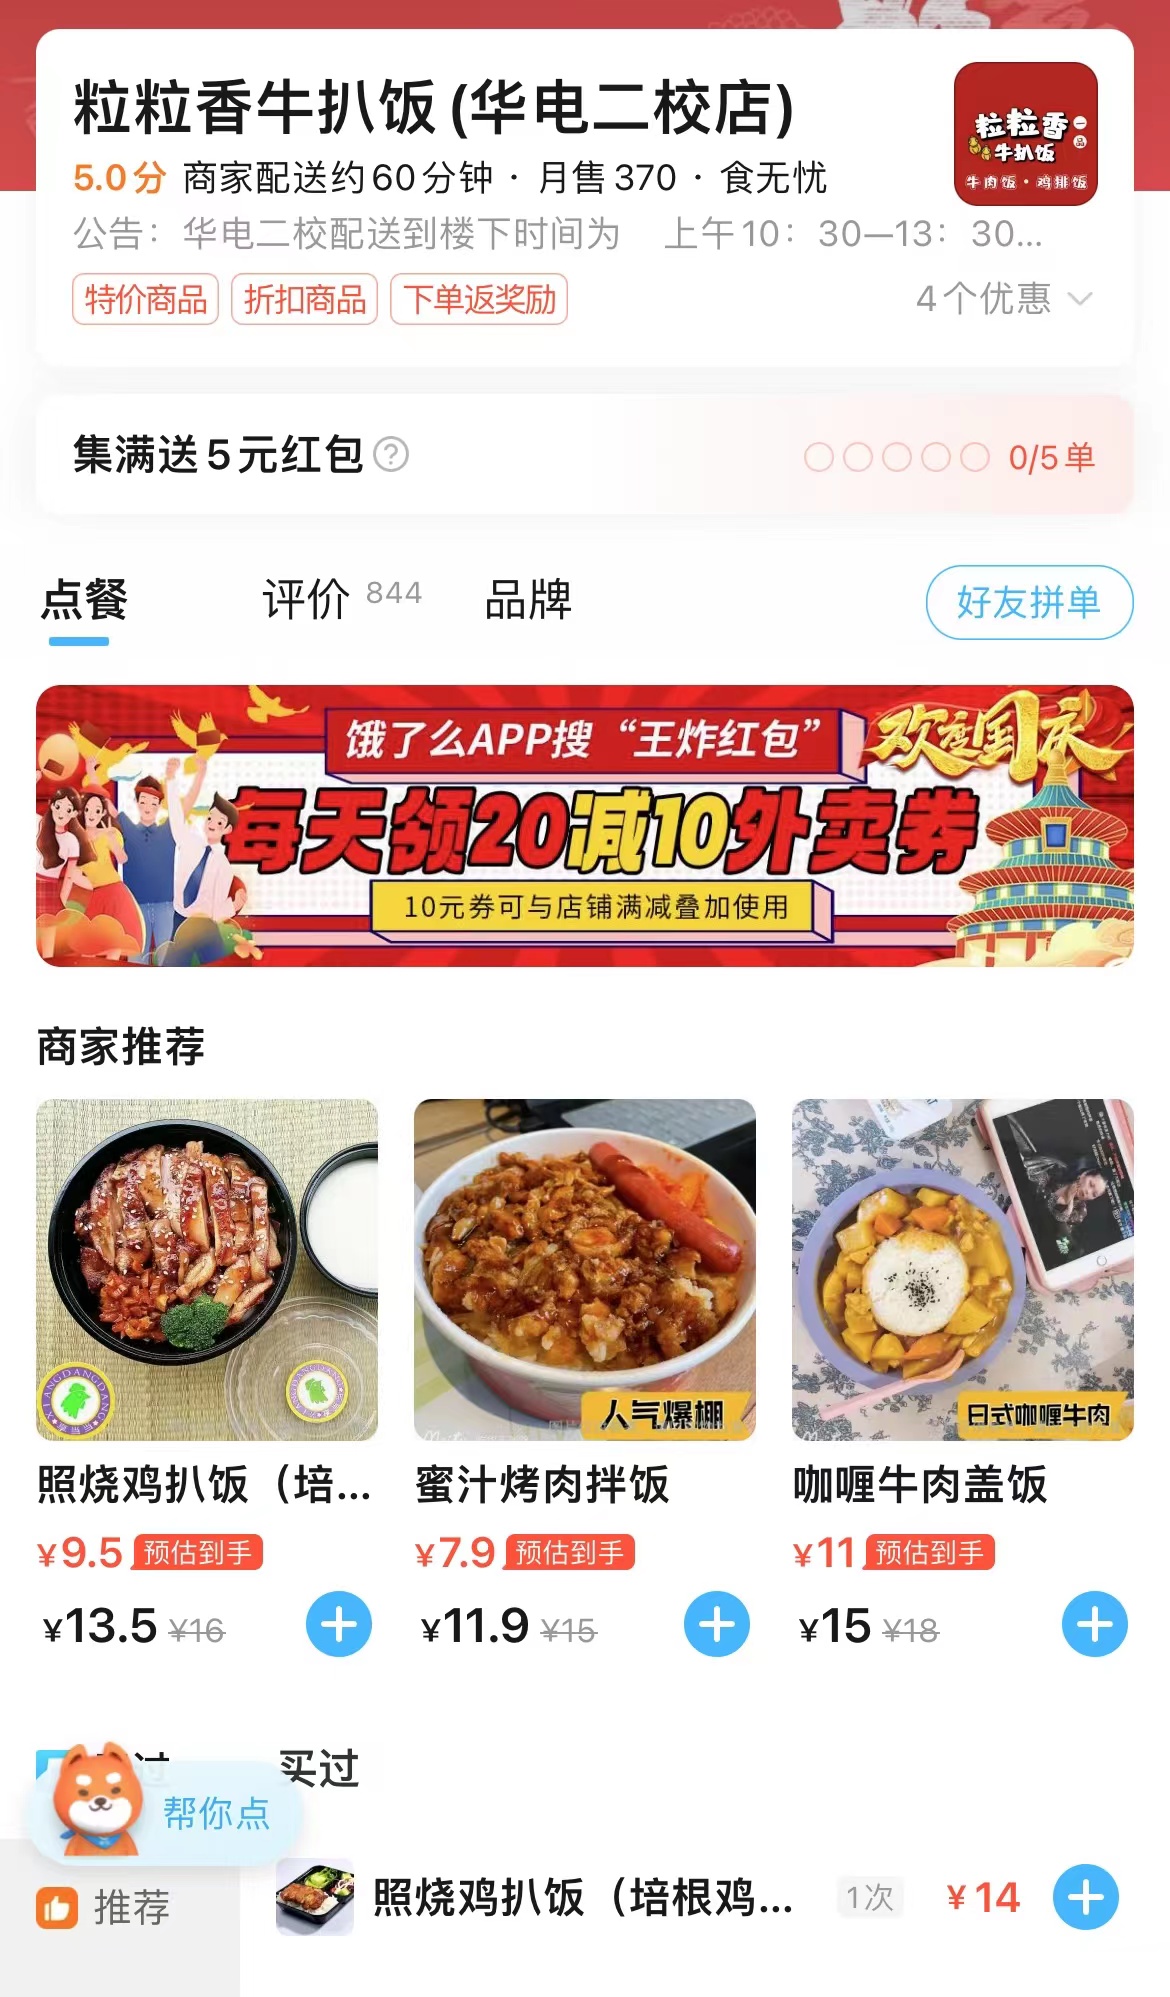 粒粒香牛扒饭(华电二校店)
粒粒香
一品
牛扒饭
牛肉饭·鸡排饭
5.0分 商家配送约60分钟 · 月售370 · 食无忧
公告：华电二校配送到楼下时间为 上午10：30—13：30...
特价商品 折扣商品 下单返奖励 4个优惠
集满送5元红包 ? 0/5单
点餐 评价 844 品牌 好友拼单
饿了么APP搜“王炸红包”
欢度国庆
每天领20减10外卖券
10元券可与店铺满减叠加使用
商家推荐
人气爆棚
日式咖喱牛肉
照烧鸡扒饭（培... 蜜汁烤肉拌饭 咖喱牛肉盖饭
¥9.5 预估到手 ¥7.9 预估到手 ¥11 预估到手
¥13.5 ¥16 ¥11.9 ¥15 ¥15 ¥18
过 买过
帮你点
推荐
照烧鸡扒饭（培根鸡... 1次 ¥14